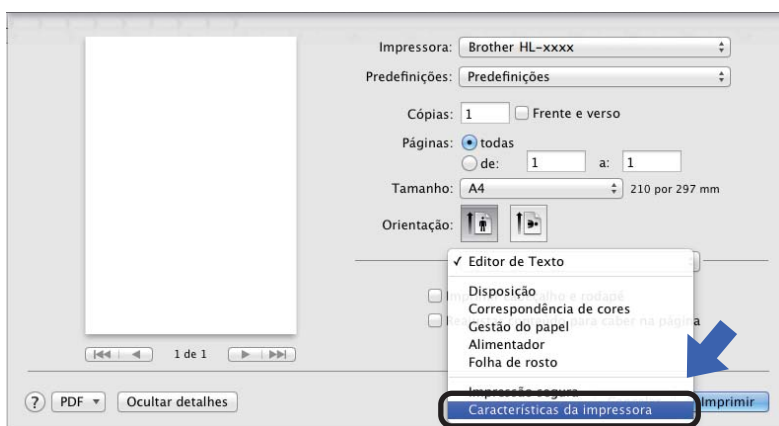 Impressora: Brother HL-xxxx
Predefinições: Predefinições
Cópias: 1 Frente e verso
Páginas: todas
de: 1 a: 1
Tamanho: A4 210 por 297 mm
Orientação:
✓ Editor de Texto
Disposição
Correspondência de cores
Gestão do papel
Alimentador
Folha de rosto
Impressão segura
Características da impressora
1 de 1
? PDF Ocultar detalhes Imprimir